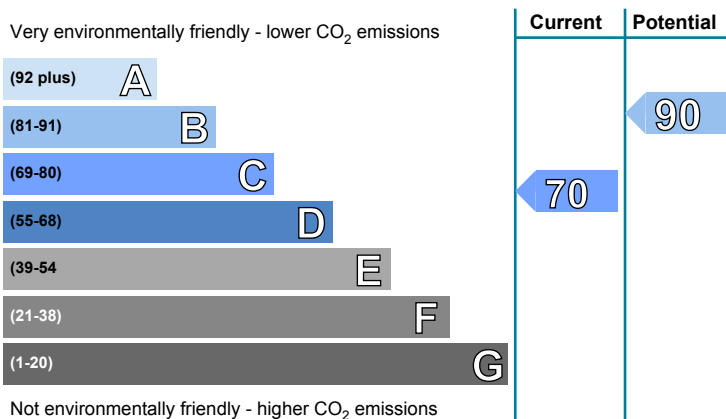 Very environmentally friendly - lower CO2 emissions
Current
Potential
(92 plus) A
(81-91) B
90
(69-80) C
70
(55-68) D
(39-54 E
(21-38) F
(1-20) G
Not environmentally friendly - higher CO2 emissions